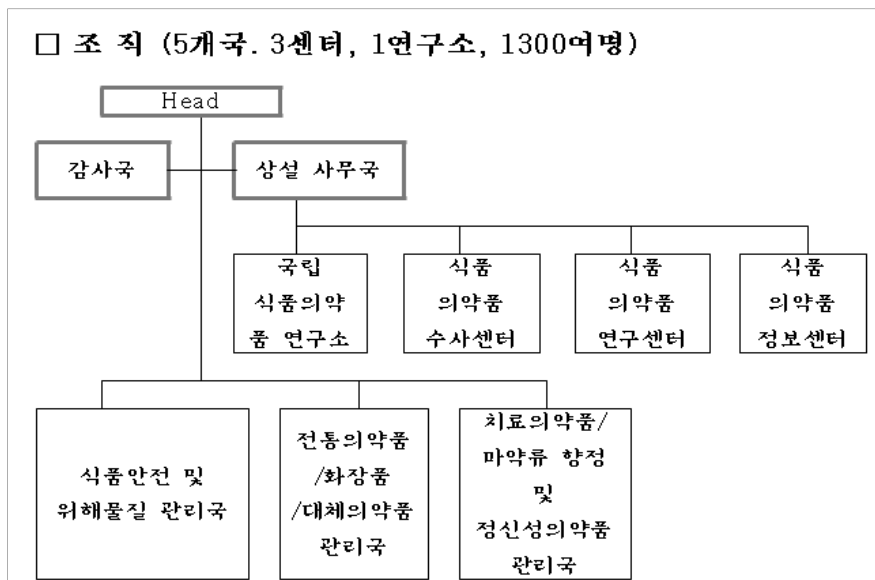 □ 조 직 (5개국. 3센터, 1연구소, 1300여명)
Head
감사국
상설 사무국
국립
식품의약
품 연구소
식품
의약품
수사센터
식품
의약품
연구센터
식품
의약품
정보센터
식품안전 및
위해물질 관리국
전통의약품
/화장품
/대체의약품
관리국
치료의약품/
마약류 향정
및
정신성의약품
관리국